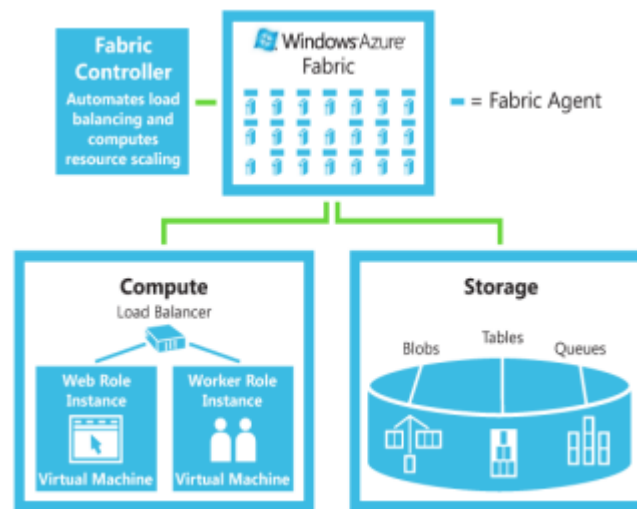 Fabric
Controller
Automates load
balancing and
computes
resource scaling
Windows Azure
Fabric
= Fabric Agent
Compute
Load Balancer
Web Role
Instance
Virtual Machine
Worker Role
Instance
Virtual Machine
Storage
Blobs
Tables
Queues